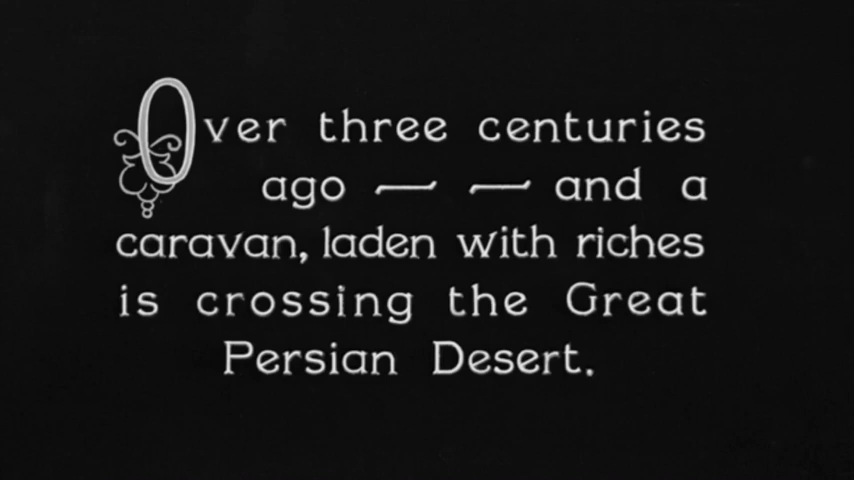 Over three centuries
ago — — and a
caravan, laden with riches
is crossing the Great
Persian Desert.